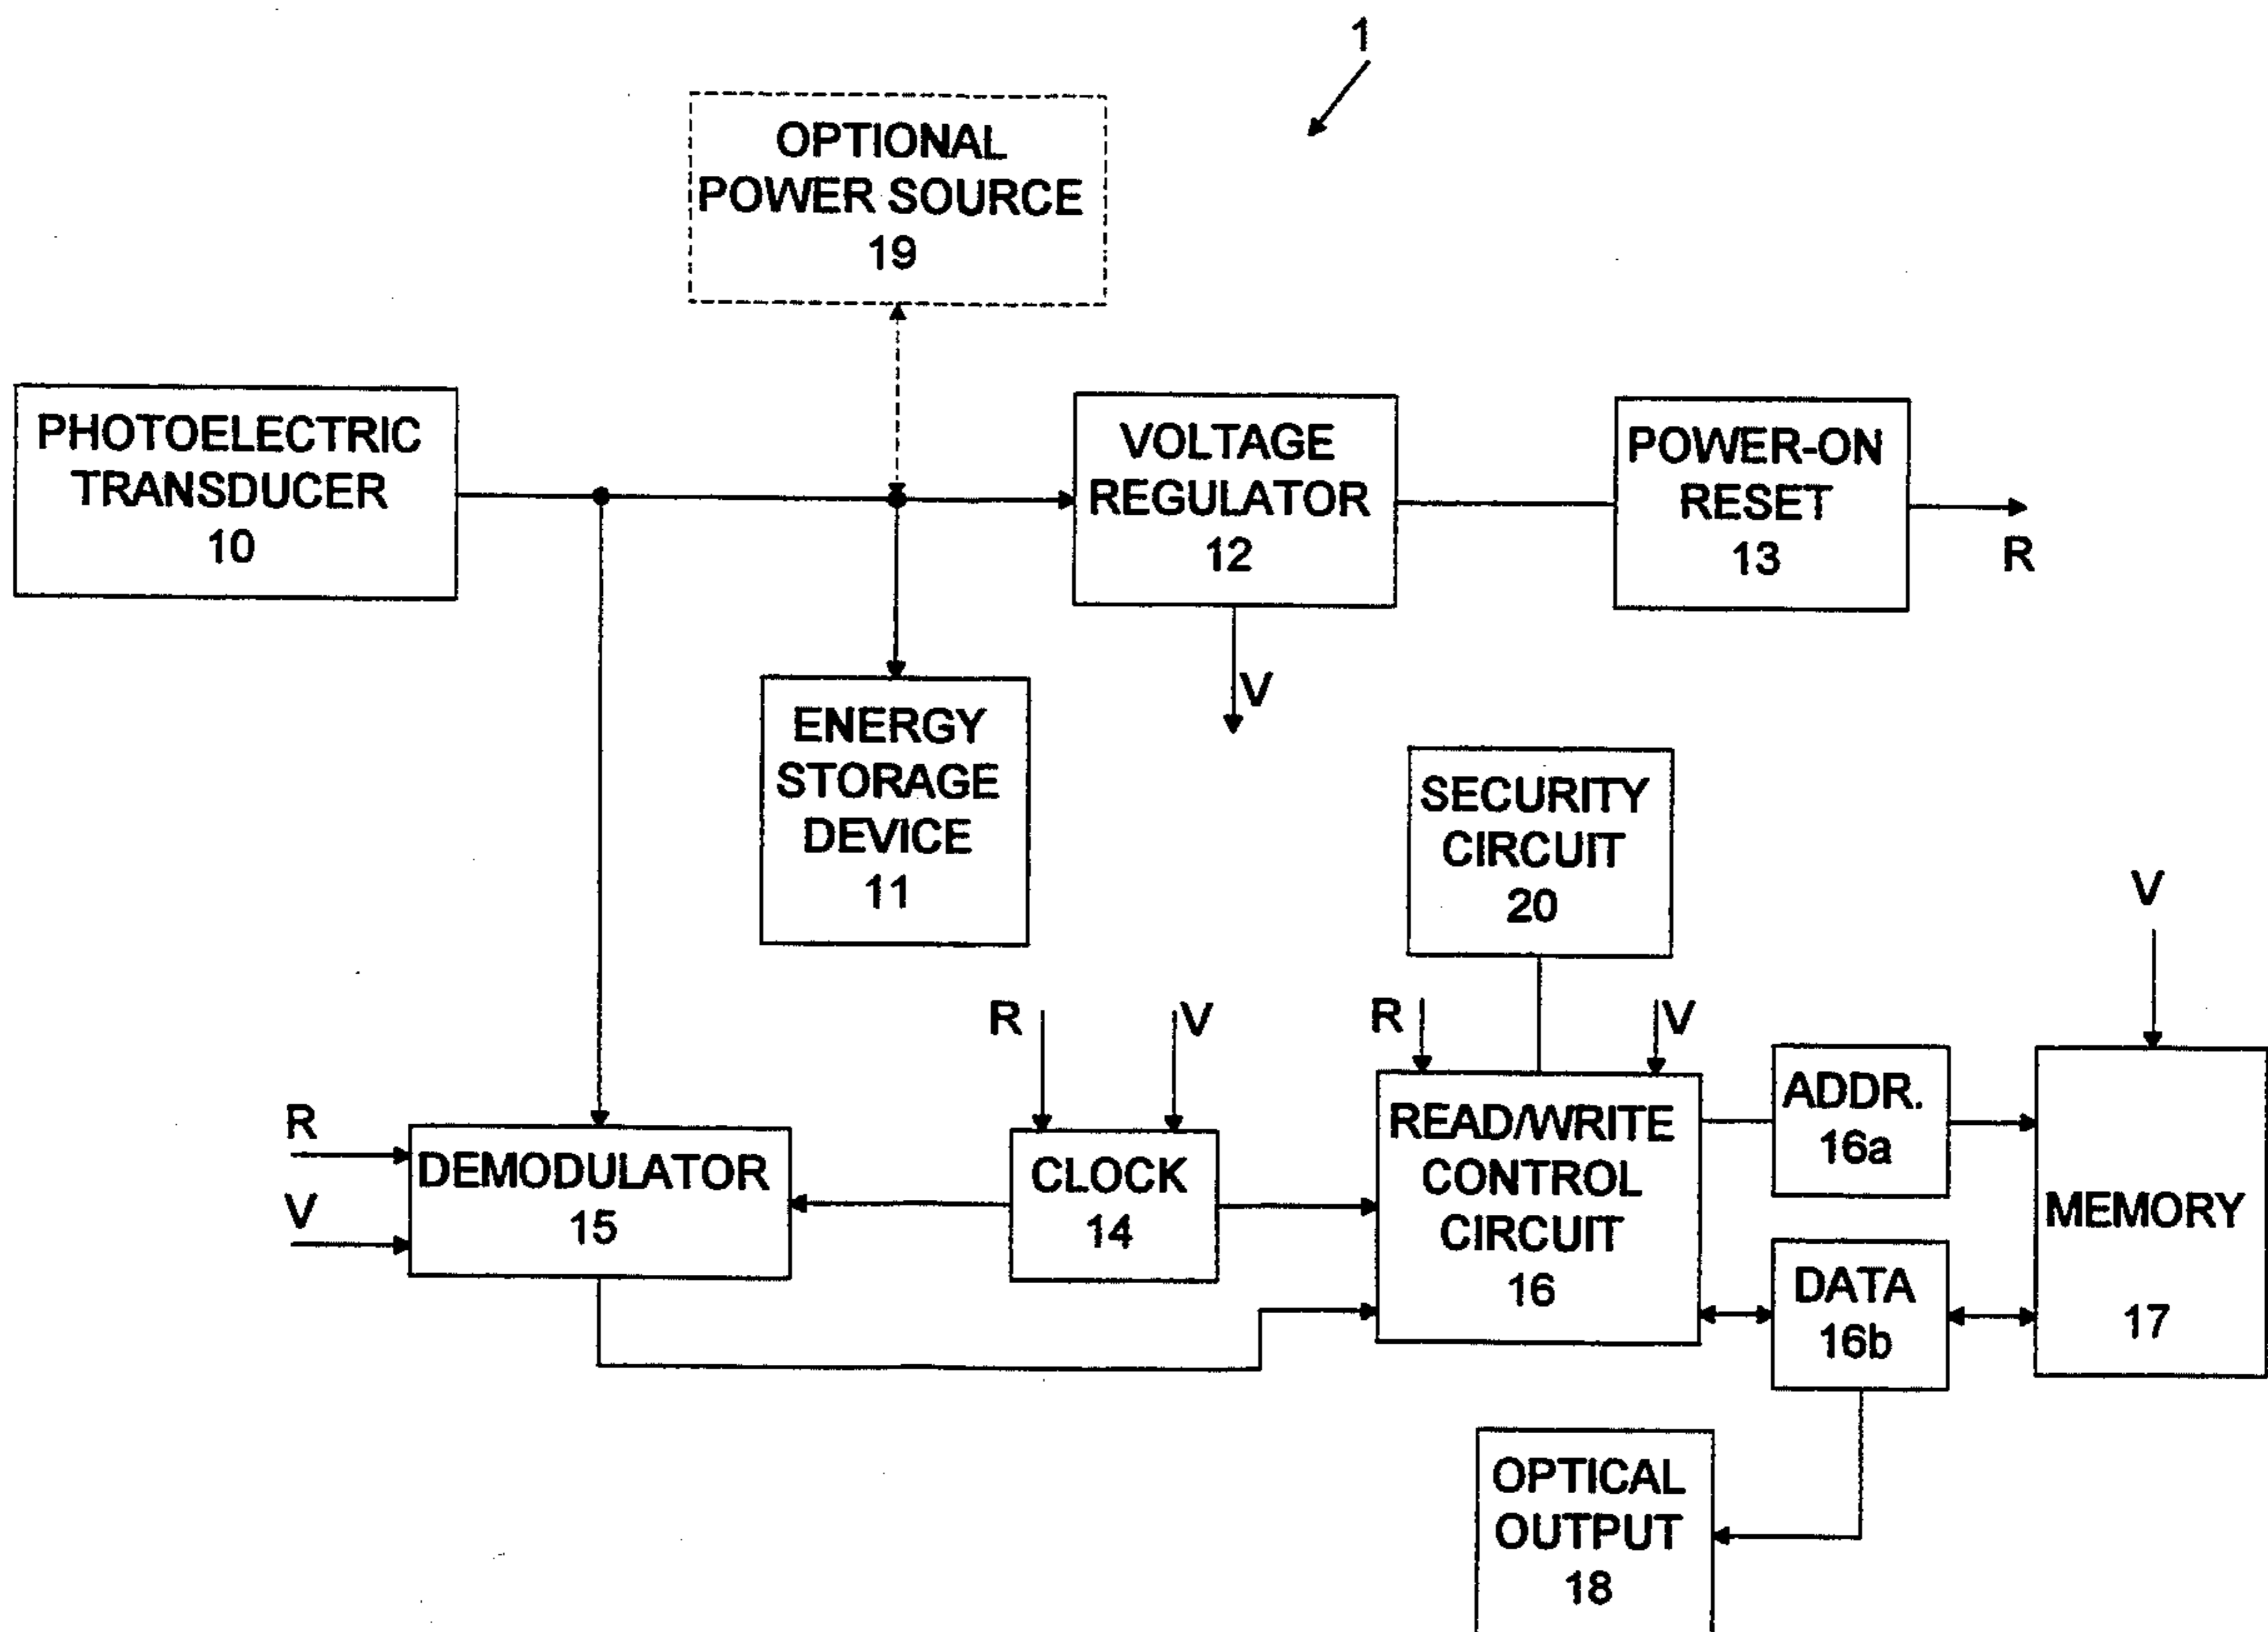 1
OPTIONAL
POWER SOURCE
19
PHOTOELECTRIC
TRANSDUCER
10
VOLTAGE
REGULATOR
12
POWER-ON
RESET
13
R
V
ENERGY
STORAGE
DEVICE
11
SECURITY
CIRCUIT
20
V
R
V
R
V
R
V
DEMODULATOR
15
CLOCK
14
READ/WRITE
CONTROL
CIRCUIT
16
ADDR.
16a
DATA
16b
MEMORY
17
OPTICAL
OUTPUT
18